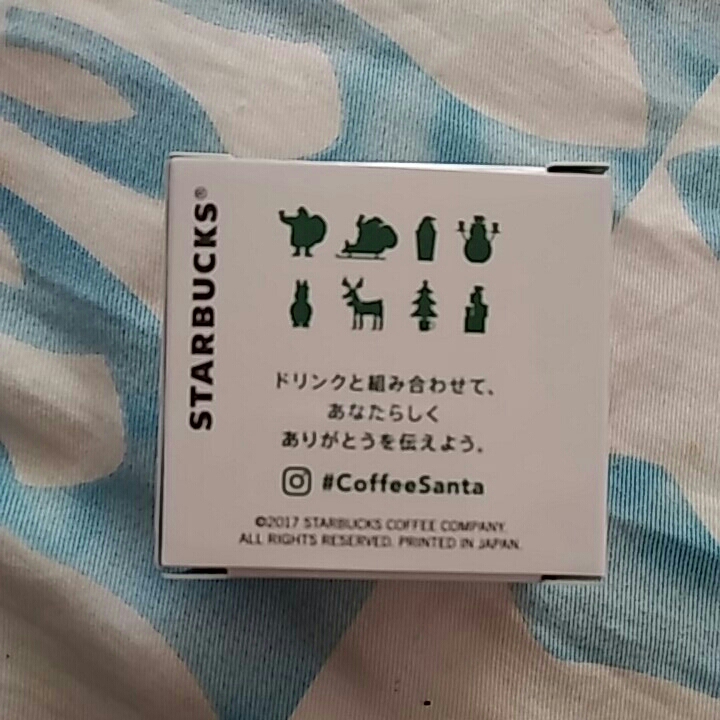 STARBUCKS®
ドリンクと組み合わせて、
あなたらしく
ありがとうを伝えよう。
#CoffeeSanta
©2017 STARBUCKS COFFEE COMPANY.
ALL RIGHTS RESERVED. PRINTED IN JAPAN.